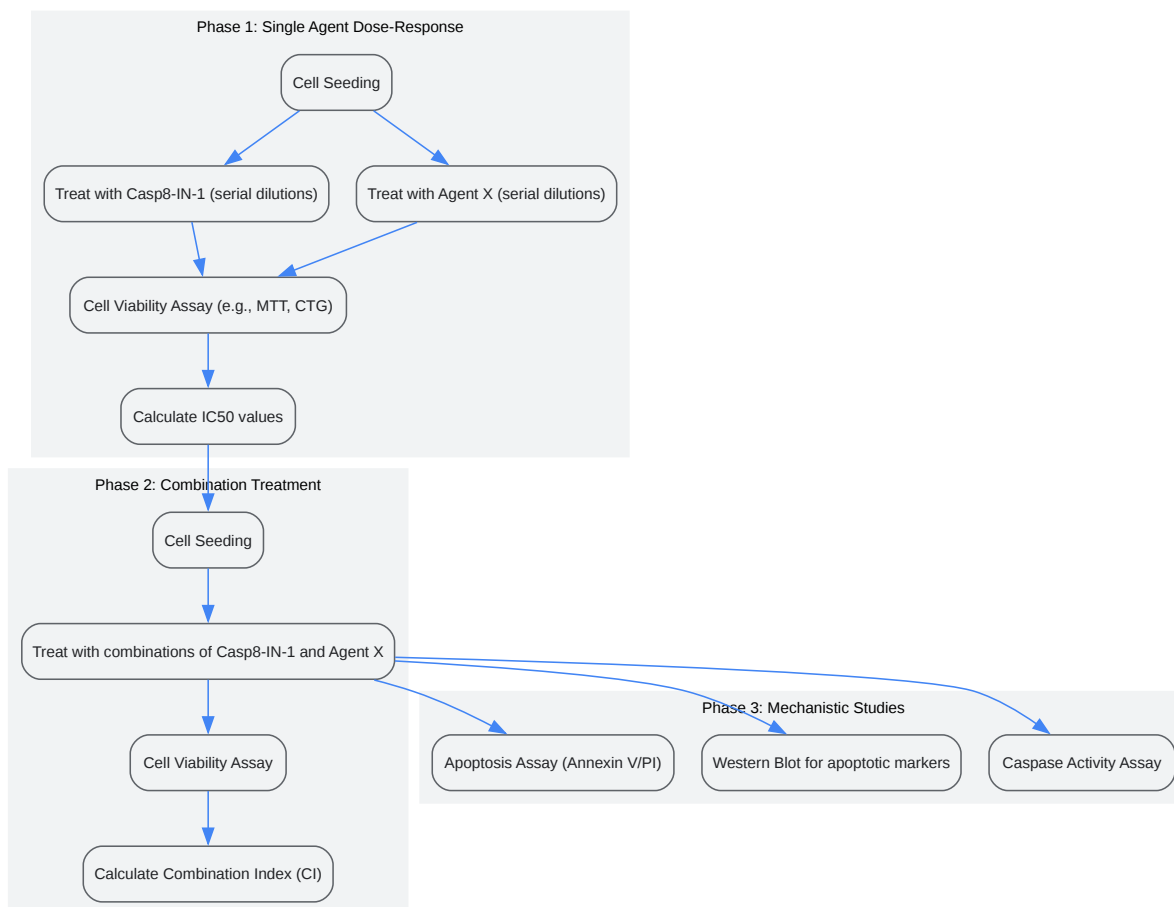 Phase 1: Single Agent Dose-Response
Cell Seeding
Treat with Casp8-IN-1 (serial dilutions)
Treat with Agent X (serial dilutions)
Cell Viability Assay (e.g., MTT, CTG)
Calculate IC50 values
Phase 2: Combination Treatment
Cell Seeding
Treat with combinations of Casp8-IN-1 and Agent X
Cell Viability Assay
Calculate Combination Index (CI)
Phase 3: Mechanistic Studies
Apoptosis Assay (Annexin V/PI)
Western Blot for apoptotic markers
Caspase Activity Assay